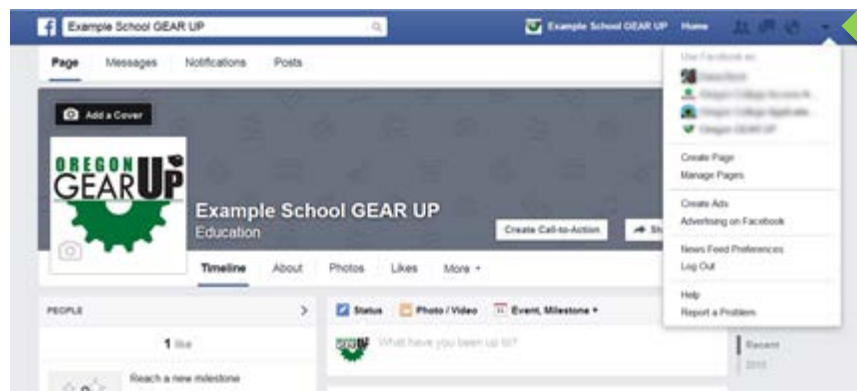 Example School GEAR UP
Example School GEAR UP Home
Page Messages Notifications Posts
Use Facebook as:
Add a Cover
OREGON
GEAR UP
Example School GEAR UP
Education
Create Call-to-Action
Create Page
Manage Pages
Create Ads
Advertising on Facebook
News Feed Preferences
Log Out
Help
Report a Problem
Timeline About Photos Likes More
PEOPLE
1 like
Reach a new milestone
Status Photo / Video Event, Milestone +
What have you been up to?
Recent